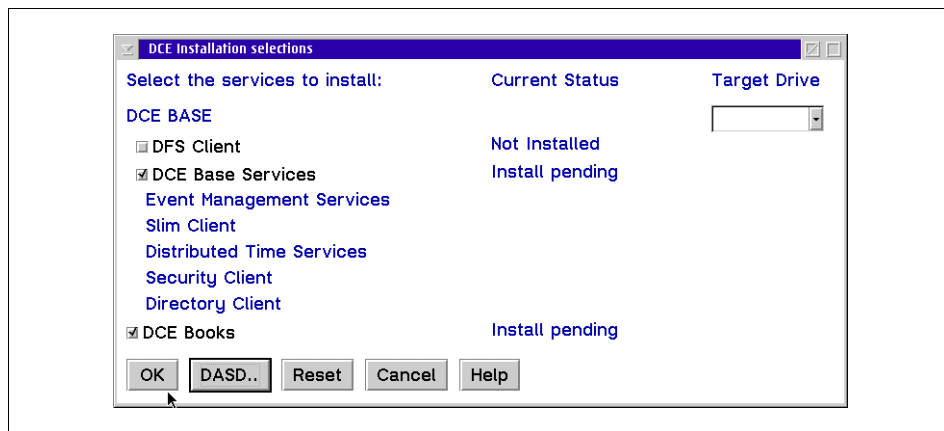 DCE Installation selections
Select the services to install: Current Status Target Drive
DCE BASE
DFS Client Not Installed
DCE Base Services Install pending
Event Management Services
Slim Client
Distributed Time Services
Security Client
Directory Client
DCE Books Install pending
OK DASD.. Reset Cancel Help